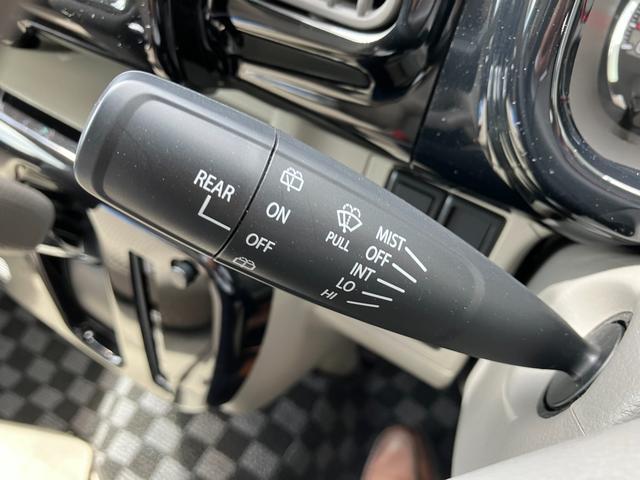 REAR
ON
OFF
PULL
MIST
OFF
INT
LO
HI